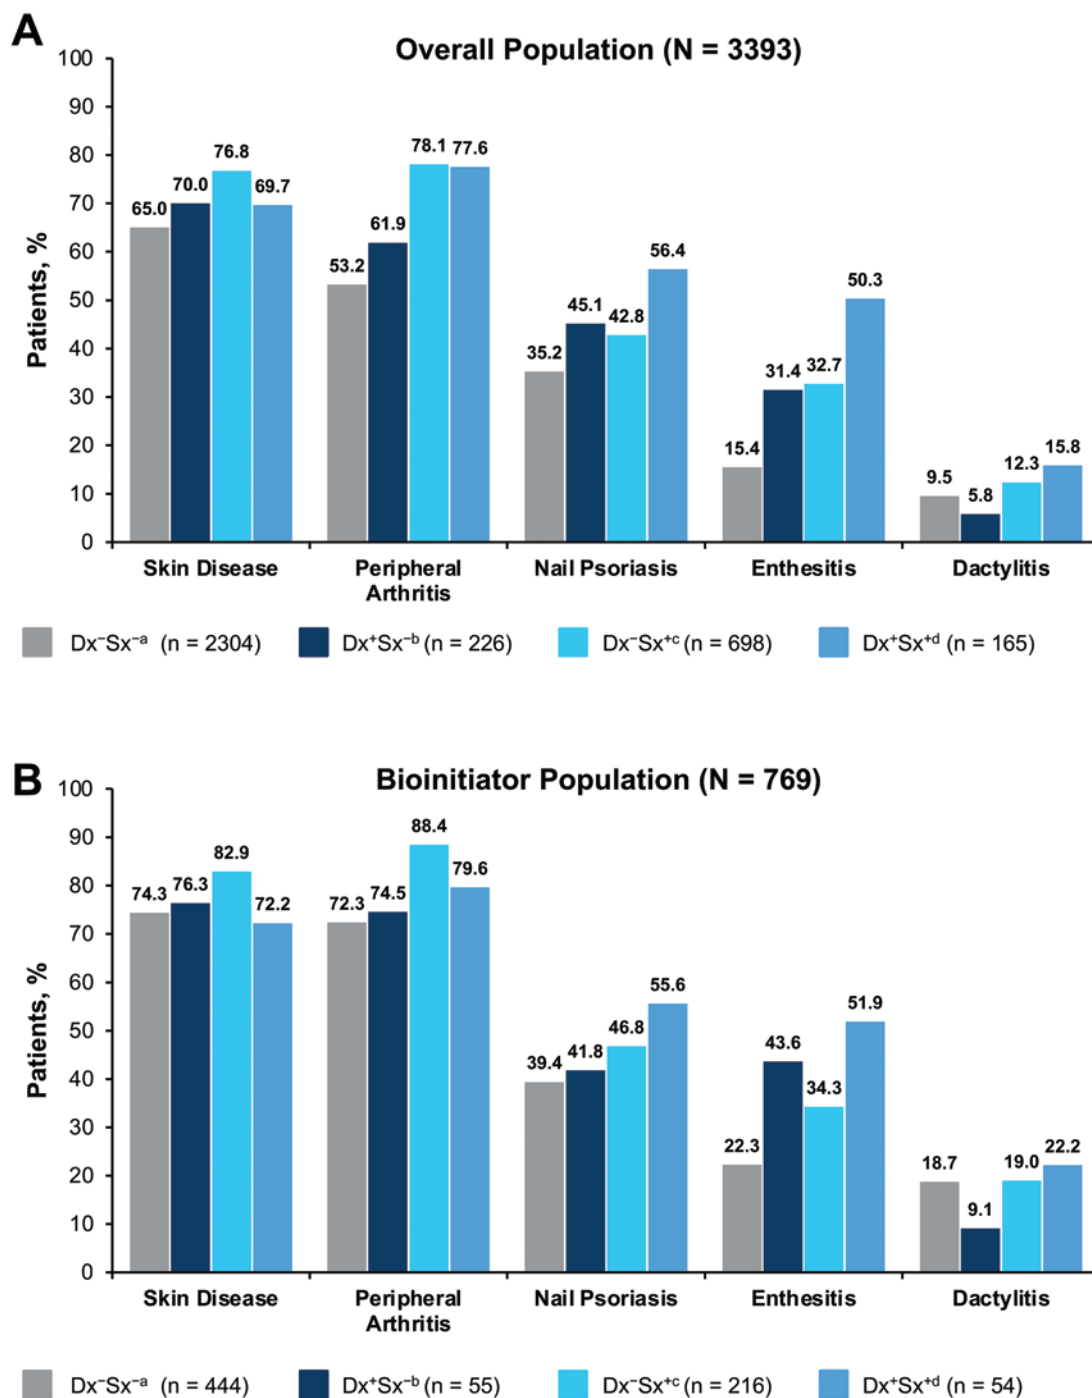 A
Overall Population (N = 3393)
Patients, %
100
90
80
70
60
50
40
30
20
10
0
65.0 70.0 76.8 69.7
53.2 61.9 78.1 77.6
35.2 45.1 42.8 56.4
15.4 31.4 32.7 50.3
9.5 5.8 12.3 15.8
Skin Disease
Peripheral
Arthritis
Nail Psoriasis
Enthesitis
Dactylitis
Dx⁻Sx⁻ᵃ (n = 2304)
Dx⁺Sx⁻ᵇ (n = 226)
Dx⁻Sx⁺ᶜ (n = 698)
Dx⁺Sx⁺ᵈ (n = 165)
B
Bioinitiator Population (N = 769)
Patients, %
100
90
80
70
60
50
40
30
20
10
0
74.3 76.3 82.9 72.2
72.3 74.5 88.4 79.6
39.4 41.8 46.8 55.6
22.3 43.6 34.3 51.9
18.7 9.1 19.0 22.2
Skin Disease
Peripheral
Arthritis
Nail Psoriasis
Enthesitis
Dactylitis
Dx⁻Sx⁻ᵃ (n = 444)
Dx⁺Sx⁻ᵇ (n = 55)
Dx⁻Sx⁺ᶜ (n = 216)
Dx⁺Sx⁺ᵈ (n = 54)